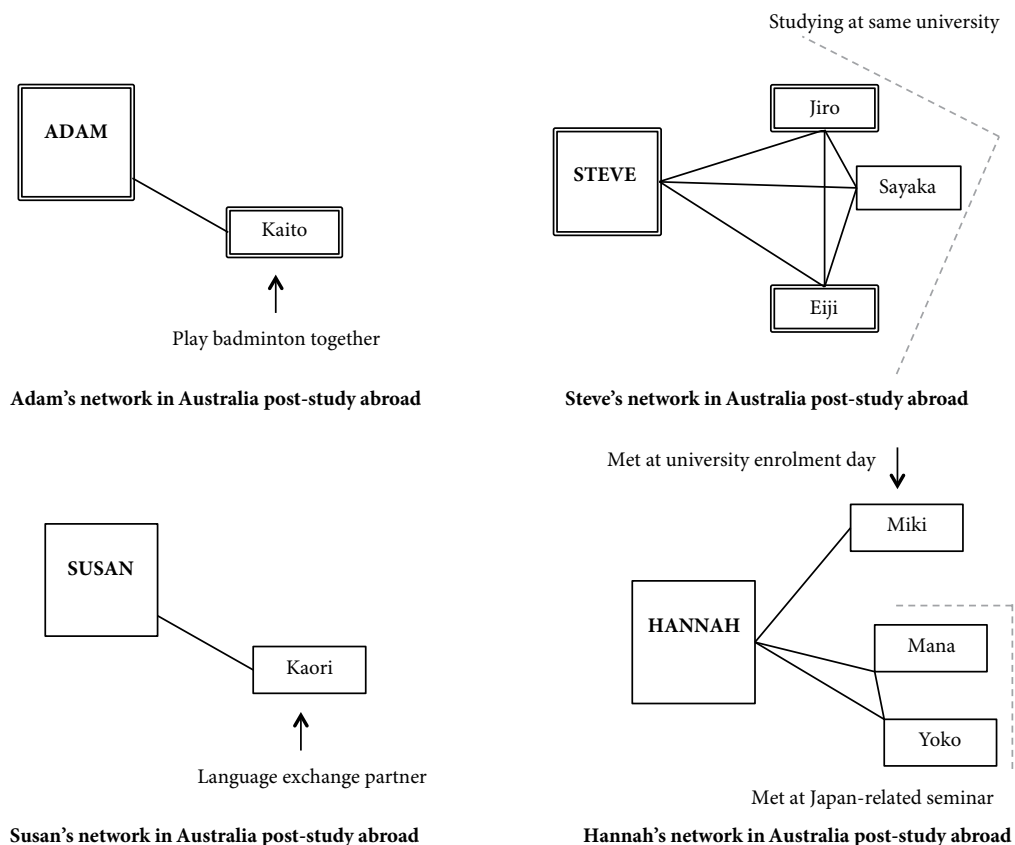 ADAM
Kaito
Play badminton together
Adam’s network in Australia post-study abroad
Studying at same university
STEVE
Jiro
Sayaka
Eiji
Steve’s network in Australia post-study abroad
SUSAN
Kaori
Language exchange partner
Susan’s network in Australia post-study abroad
Met at university enrolment day
Miki
HANNAH
Mana
Yoko
Met at Japan-related seminar
Hannah’s network in Australia post-study abroad